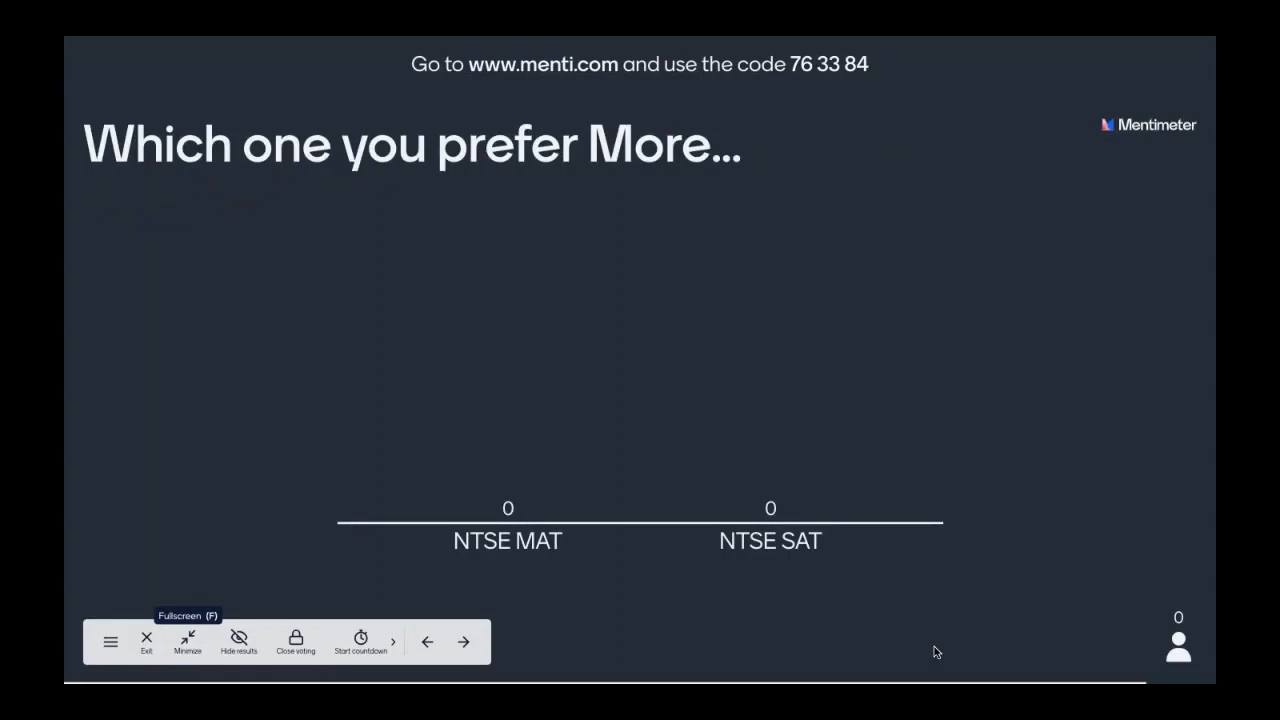 Go to www.menti.com and use the code 76 33 84
Mentimeter
Which one you prefer More...
0 0
NTSE MAT NTSE SAT
Fullscreen (F)
Exit Minimize Hide results Close voting Start countdown
0